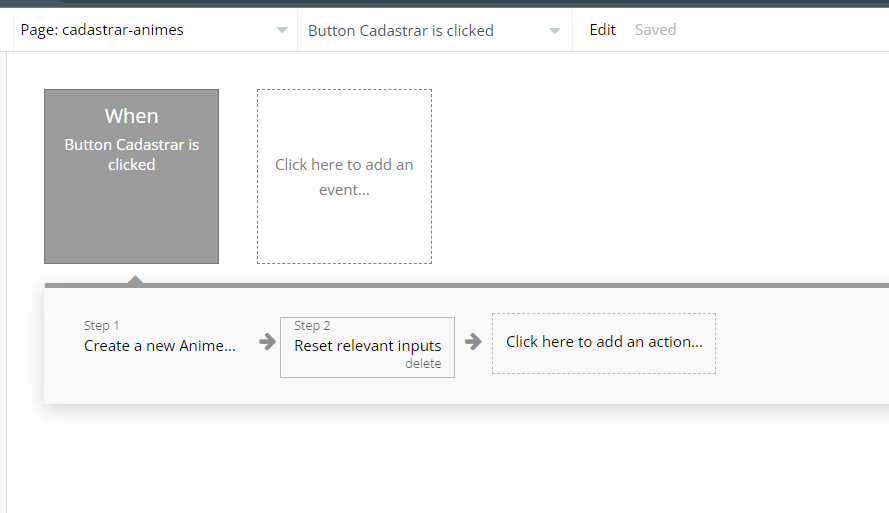 Page: cadastrar-animes
Button Cadastrar is clicked
Edit
Saved
When
Button Cadastrar is
clicked
Click here to add an
event...
Step 1
Create a new Anime...
Step 2
Reset relevant inputs
delete
Click here to add an action...